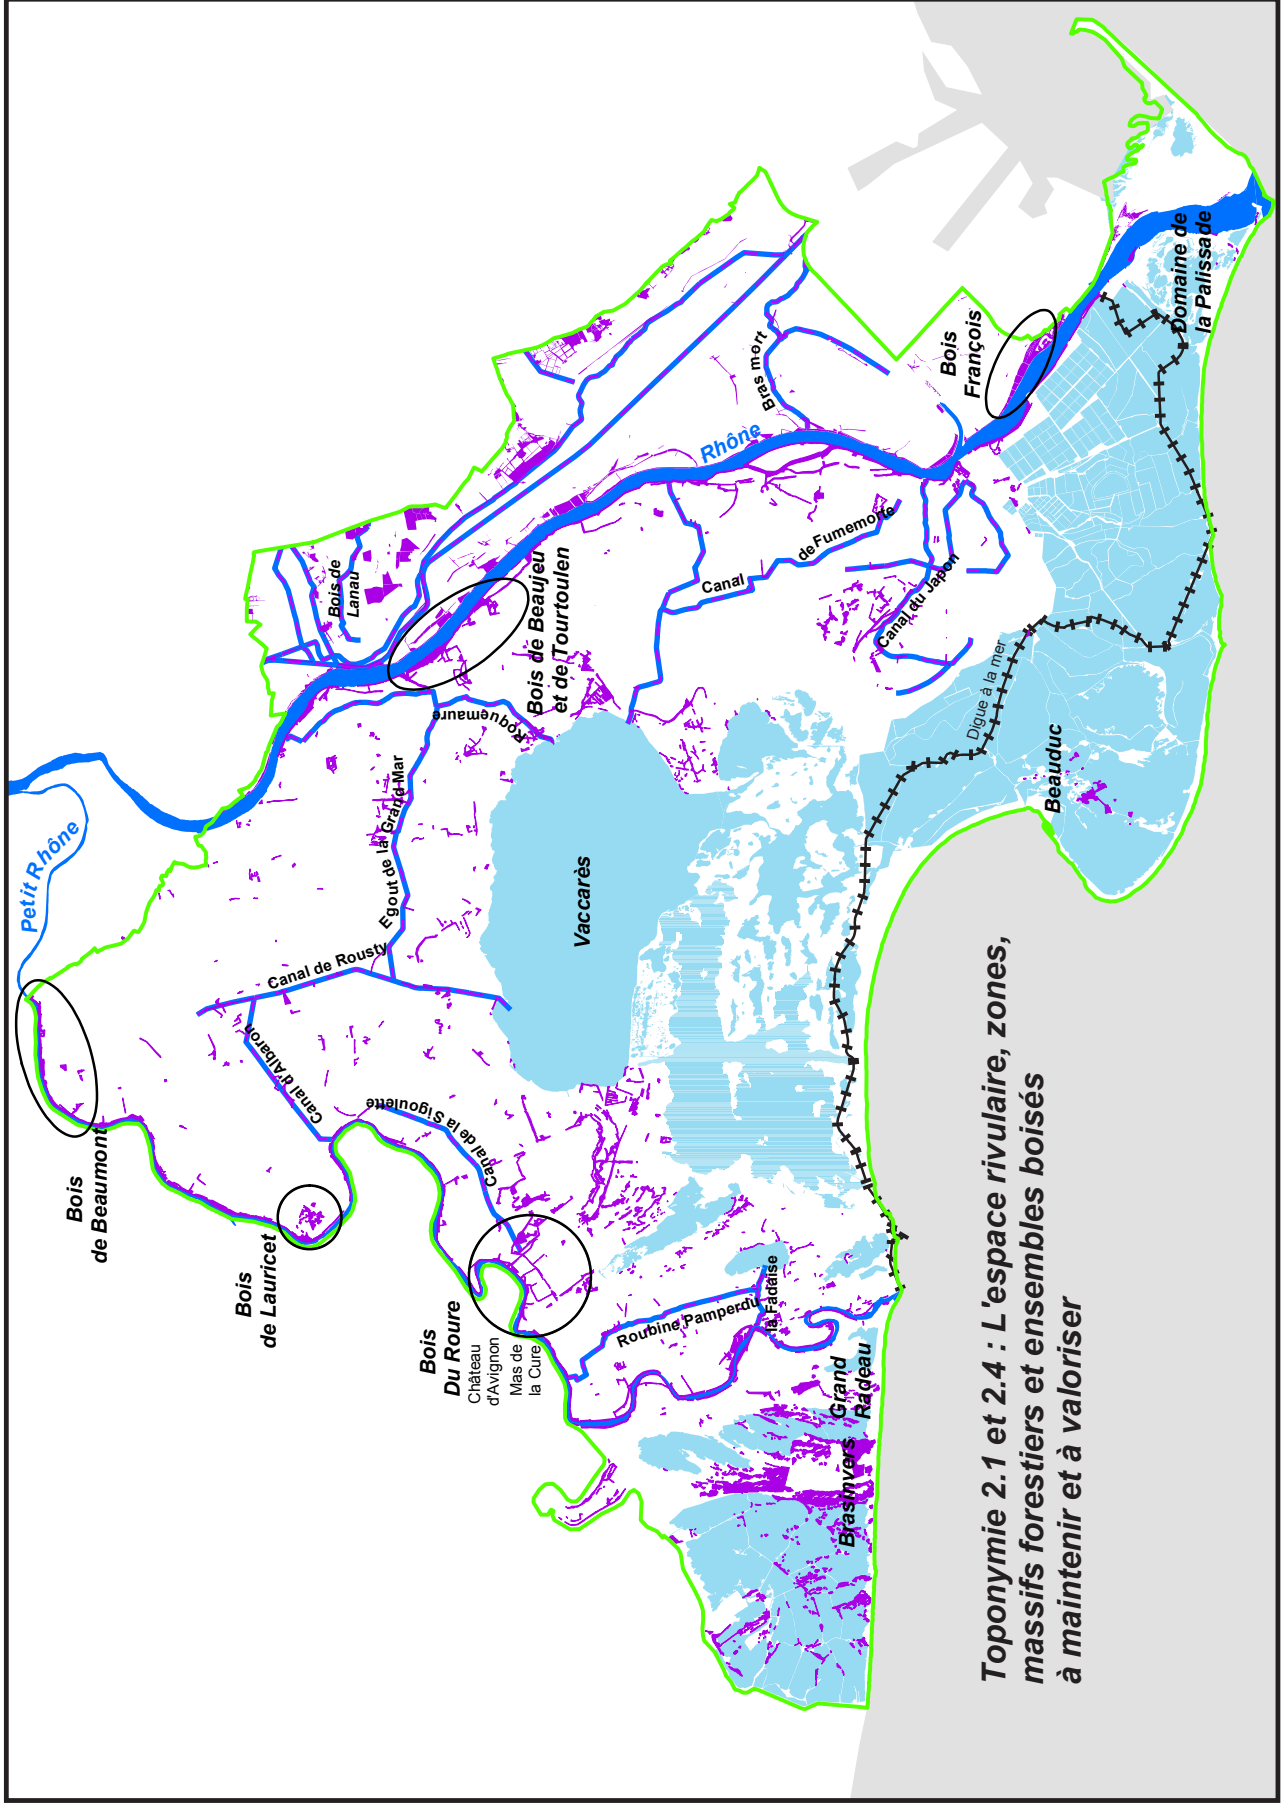 Petit Rhône
Bois
de Beaumont
Bois
de Lauricet
Bois
Du Roure
Château
d'Avignon
Mas de
la Cure
Canal d'Albaron
Canal de Rousty
Canal de la Sigoulette
Egout de la Grand Mar
Roquemaure
Bois de
Lanau
Bois de Beaujeu
et de Tourtoulen
Rhône
Bras mort
Canal
de Fumemorte
Canal du Japon
Bois
François
Domaine de
la Palissade
Digue à la mer
Beauduc
Vaccarès
Roubine Pamperdu
la Fadaise
Grand
Radeau
Brasinvers
Toponymie 2.1 et 2.4 : L'espace rivulaire, zones,
massifs forestiers et ensembles boisés
à maintenir et à valoriser